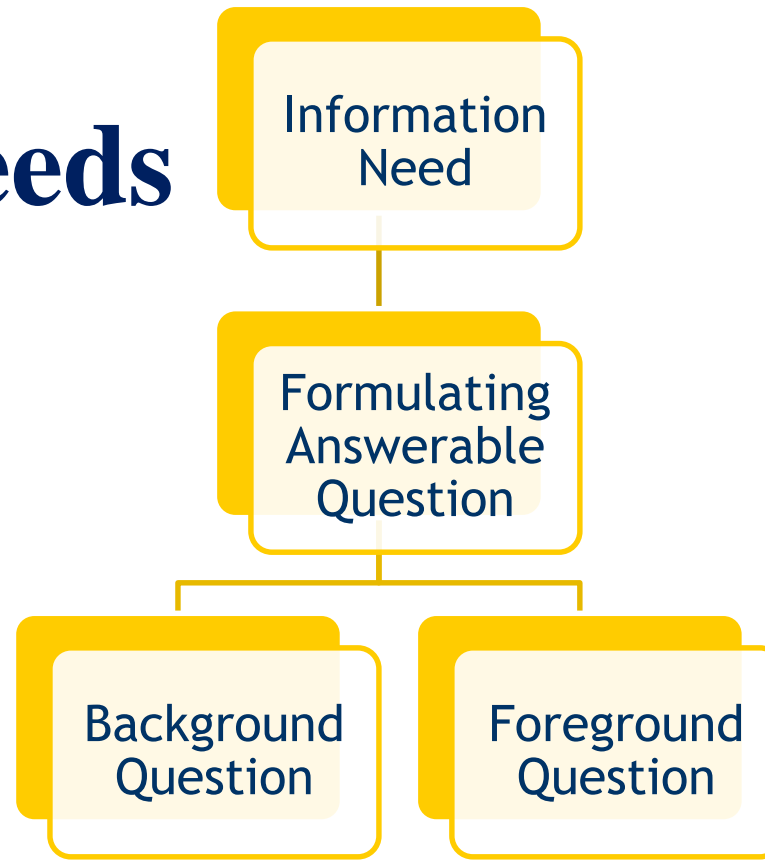 eeds
Information
Need
Formulating
Answerable
Question
Background
Question
Foreground
Question